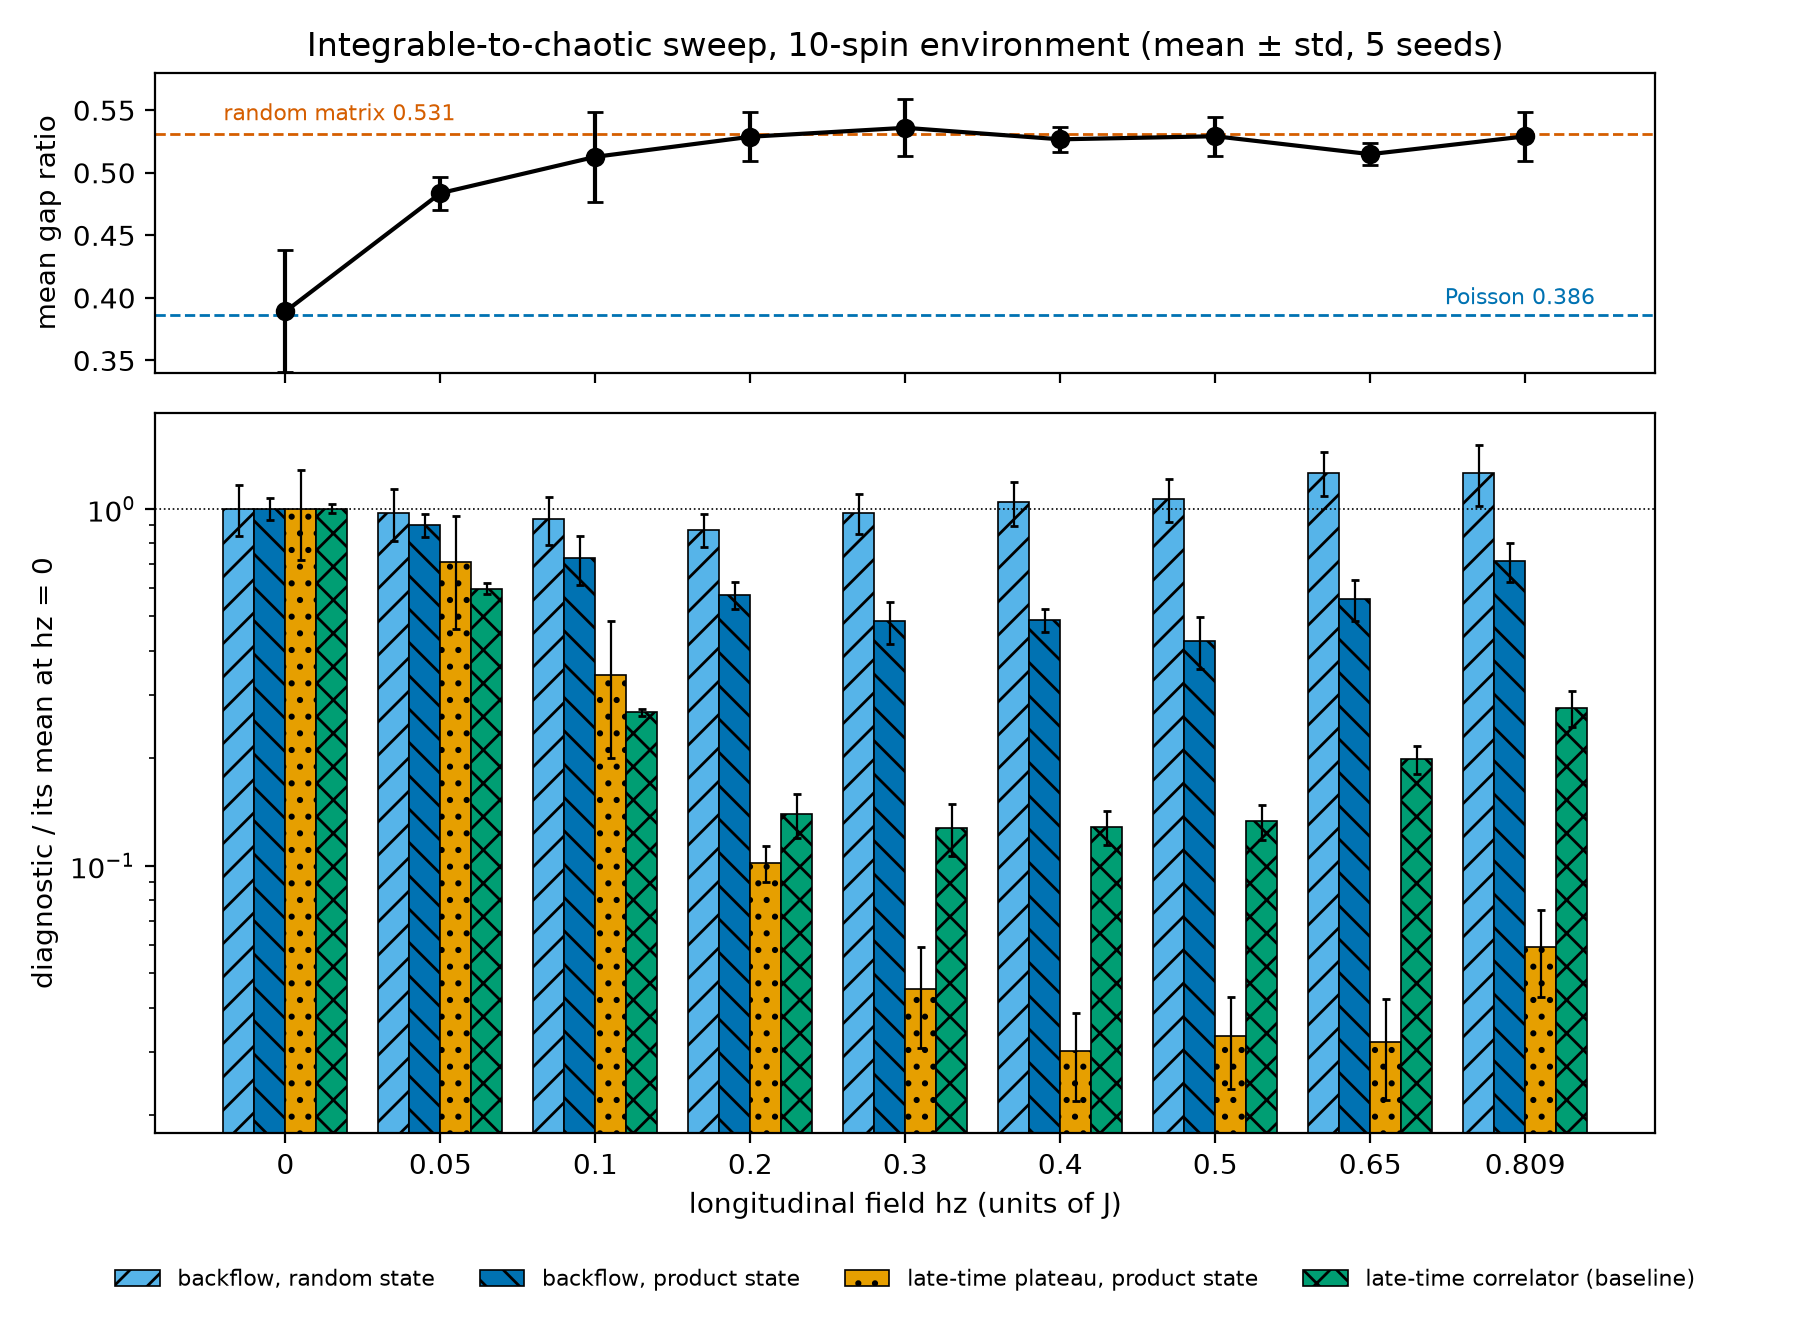 Integrable-to-chaotic sweep, 10-spin environment (mean ± std, 5 seeds)
mean gap ratio
0.55
0.50
0.45
0.40
0.35
random matrix 0.531
Poisson 0.386
diagnostic / its mean at hz = 0
10⁰
10⁻¹
0 0.05 0.1 0.2 0.3 0.4 0.5 0.65 0.809
longitudinal field hz (units of J)
backflow, random state backflow, product state late-time plateau, product state late-time correlator (baseline)